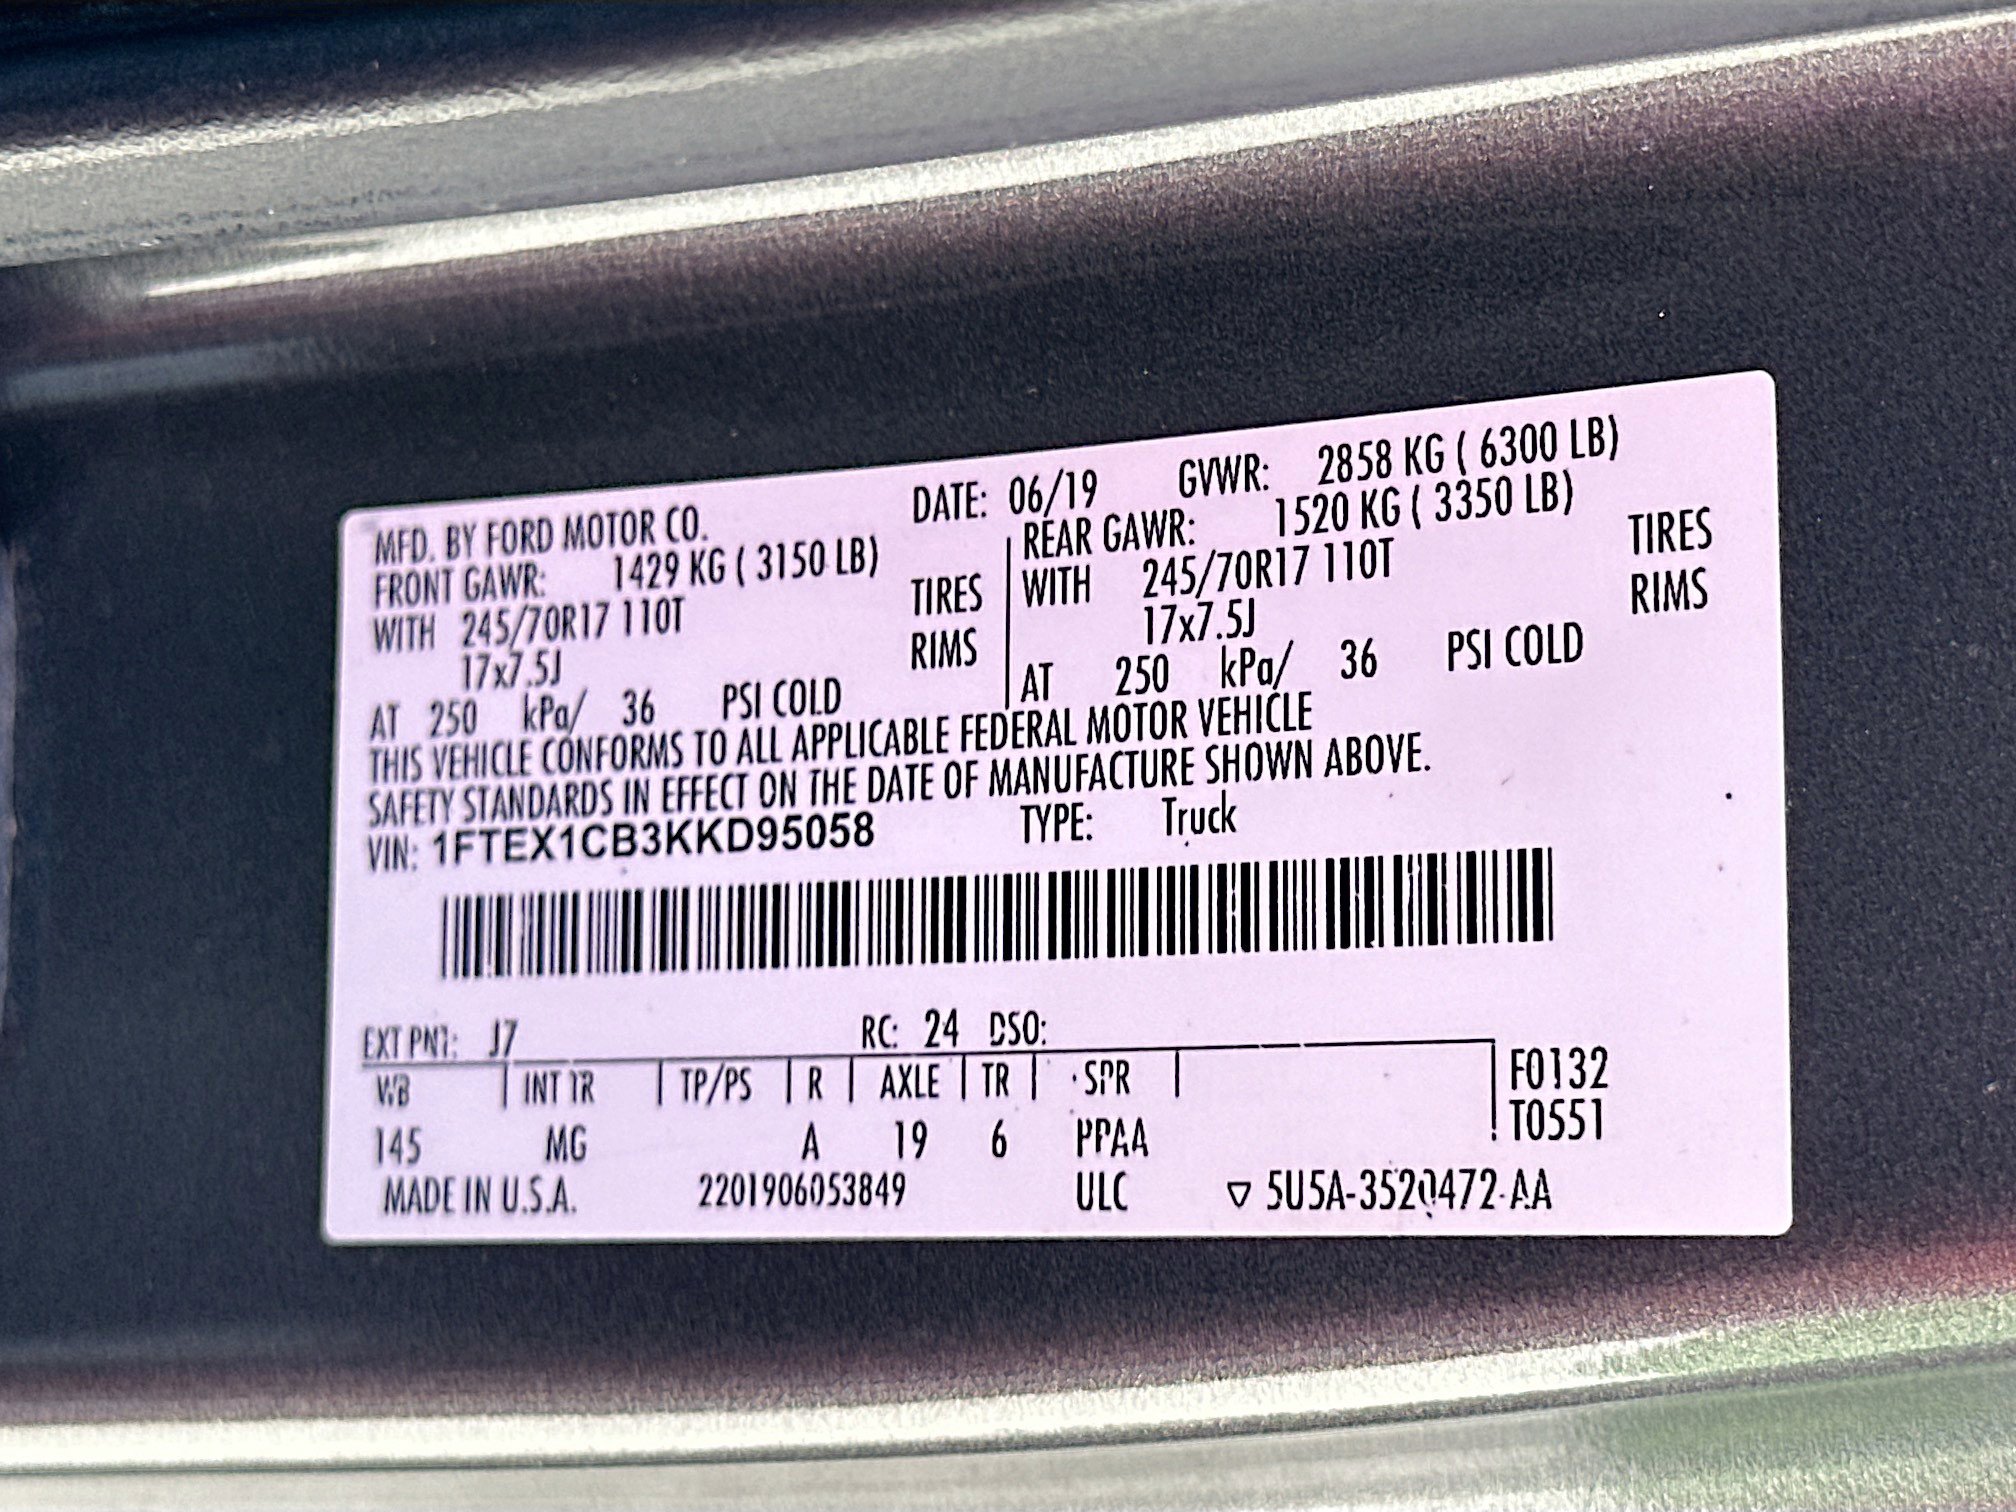 MFD. BY FORD MOTOR CO. DATE: 06/19 GVWR: 2858 KG ( 6300 LB)
FRONT GAWR: 1429 KG ( 3150 LB) REAR GAWR: 1520 KG ( 3350 LB)
WITH 245/70R17 110T TIRES WITH 245/70R17 110T TIRES
17x7.5J RIMS 17x7.5J RIMS
AT 250 kPa/ 36 PSI COLD AT 250 kPa/ 36 PSI COLD
THIS VEHICLE CONFORMS TO ALL APPLICABLE FEDERAL MOTOR VEHICLE
SAFETY STANDARDS IN EFFECT ON THE DATE OF MANUFACTURE SHOWN ABOVE.
VIN: 1FTEX1CB3KKD95058 TYPE: Truck
EXT PNT: J7 RC: 24 DSO:
WB INT TR TP/PS R AXLE TR SPR F0132
T0551
145 MG A 19 6 PPAA
MADE IN U.S.A. 2201906053849 ULC ▽ 5U5A-3520472-AA